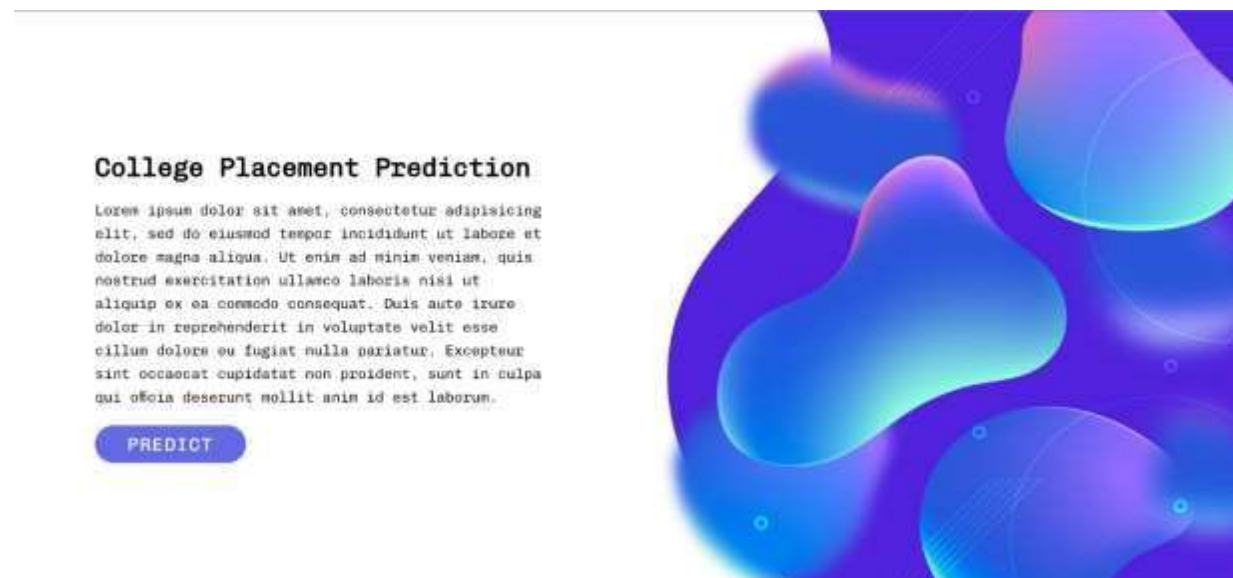 College Placement Prediction
Lorem ipsum dolor sit amet, consectetur adipisicing
elit, sed do eiusmod tempor incididunt ut labore et
dolore magna aliqua. Ut enim ad minim veniam, quis
nostrud exercitation ullamco laboris nisi ut
aliquip ex ea commodo consequat. Duis aute irure
dolor in reprehenderit in voluptate velit esse
cillum dolore eu fugiat nulla pariatur. Excepteur
sint occaecat cupidatat non proident, sunt in culpa
qui officia deserunt mollit anim id est laborum.
PREDICT